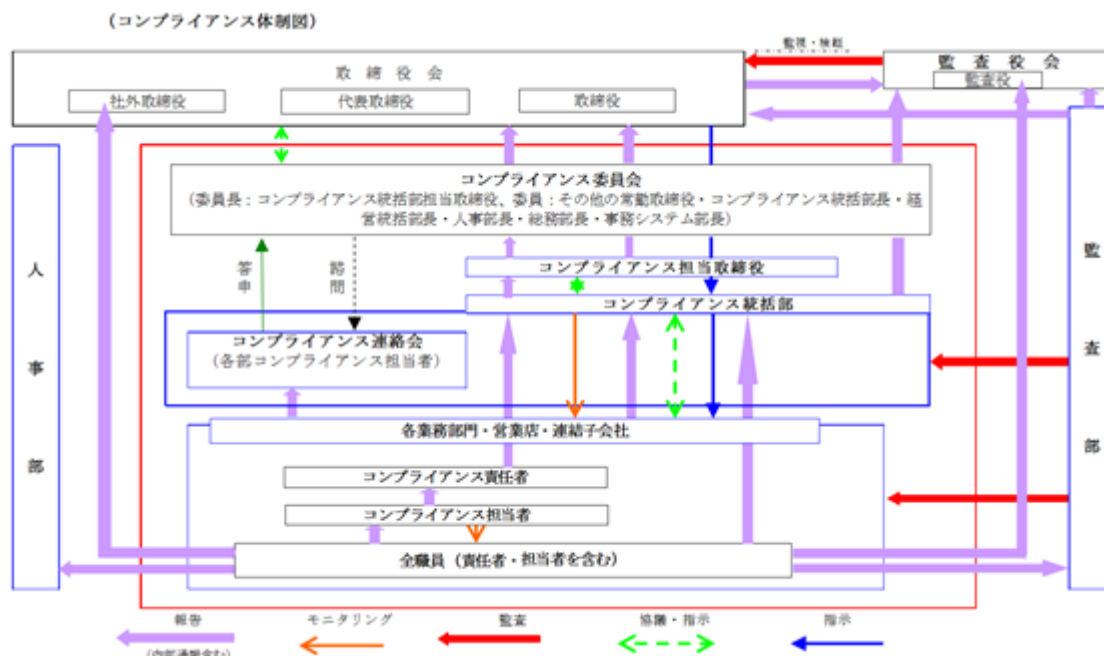 (コンプライアンス体制図)
監視・検証
取 締 役 会
監 査 役 会
監査役
社外取締役
代表取締役
取締役
コンプライアンス委員会
(委員長:コンプライアンス統括部担当取締役、委員:その他の常勤取締役・コンプライアンス統括部長・経
営統括部長・人事部長・総務部長・事務システム部長)
人事部
監査部
答申
諮問
コンプライアンス担当取締役
コンプライアンス統括部
コンプライアンス連絡会
(各部コンプライアンス担当者)
各業務部門・営業店・連結子会社
コンプライアンス責任者
コンプライアンス担当者
全職員(責任者・担当者を含む)
報告
モニタリング
監査
協議・指示
指示
(内部通報含む)